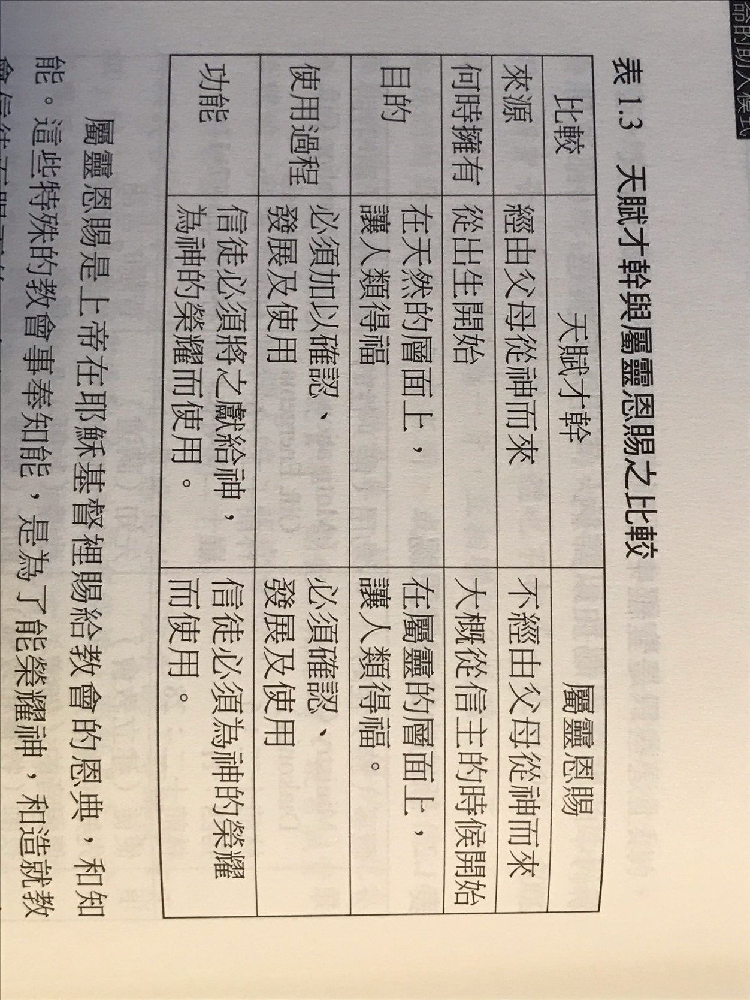 命的助人模式
表 1.3 天賦才幹與屬靈恩賜之比較
比較 天賦才幹 屬靈恩賜
來源 經由父母從神而來 不經由父母從神而來
何時擁有 從出生開始 大概從信主的時候開始
目的 在天然的層面上， 在屬靈的層面上，
讓人類得福 讓人類得福。
使用過程 必須加以確認、 必須確認、
發展及使用 發展及使用
功能 信徒必須將之獻給神， 信徒必須為神的榮耀
為神的榮耀而使用。 而使用。
屬靈恩賜是上帝在耶穌基督裡賜給教會的恩典，和知
能。這些特殊的教會事奉知能，是為了能榮耀神，和造就教
會信徒